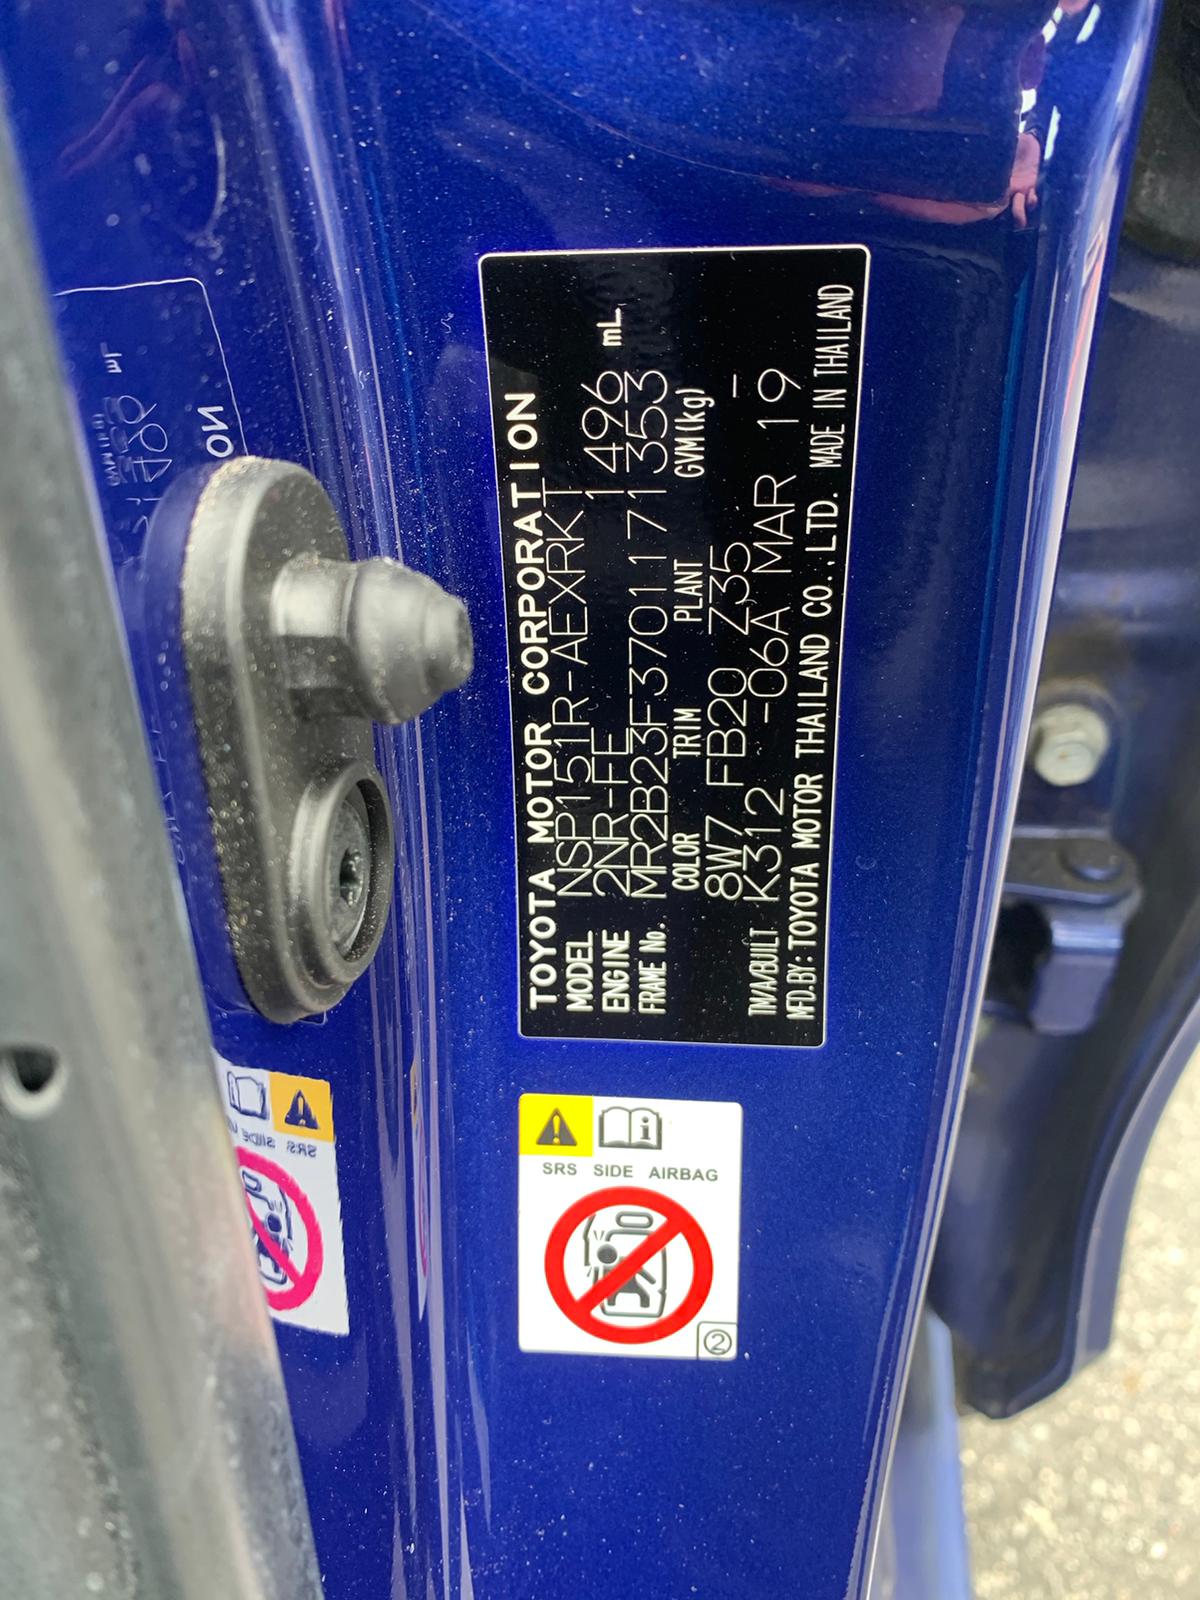 TOYOTA MOTOR CORPORATION
MODEL NSP151R-AEXRKT
ENGINE 2NR-FE 1496 mL
FRAME No. MR2B23F3701171353
COLOR TRIM PLANT GVM(kg)
8W7 FB20 Z35 –
T/A/BUILT K312 -06A MAR 19
MFD.BY: TOYOTA MOTOR THAILAND CO.,LTD. MADE IN THAILAND
SRS SIDE AIRBAG
2